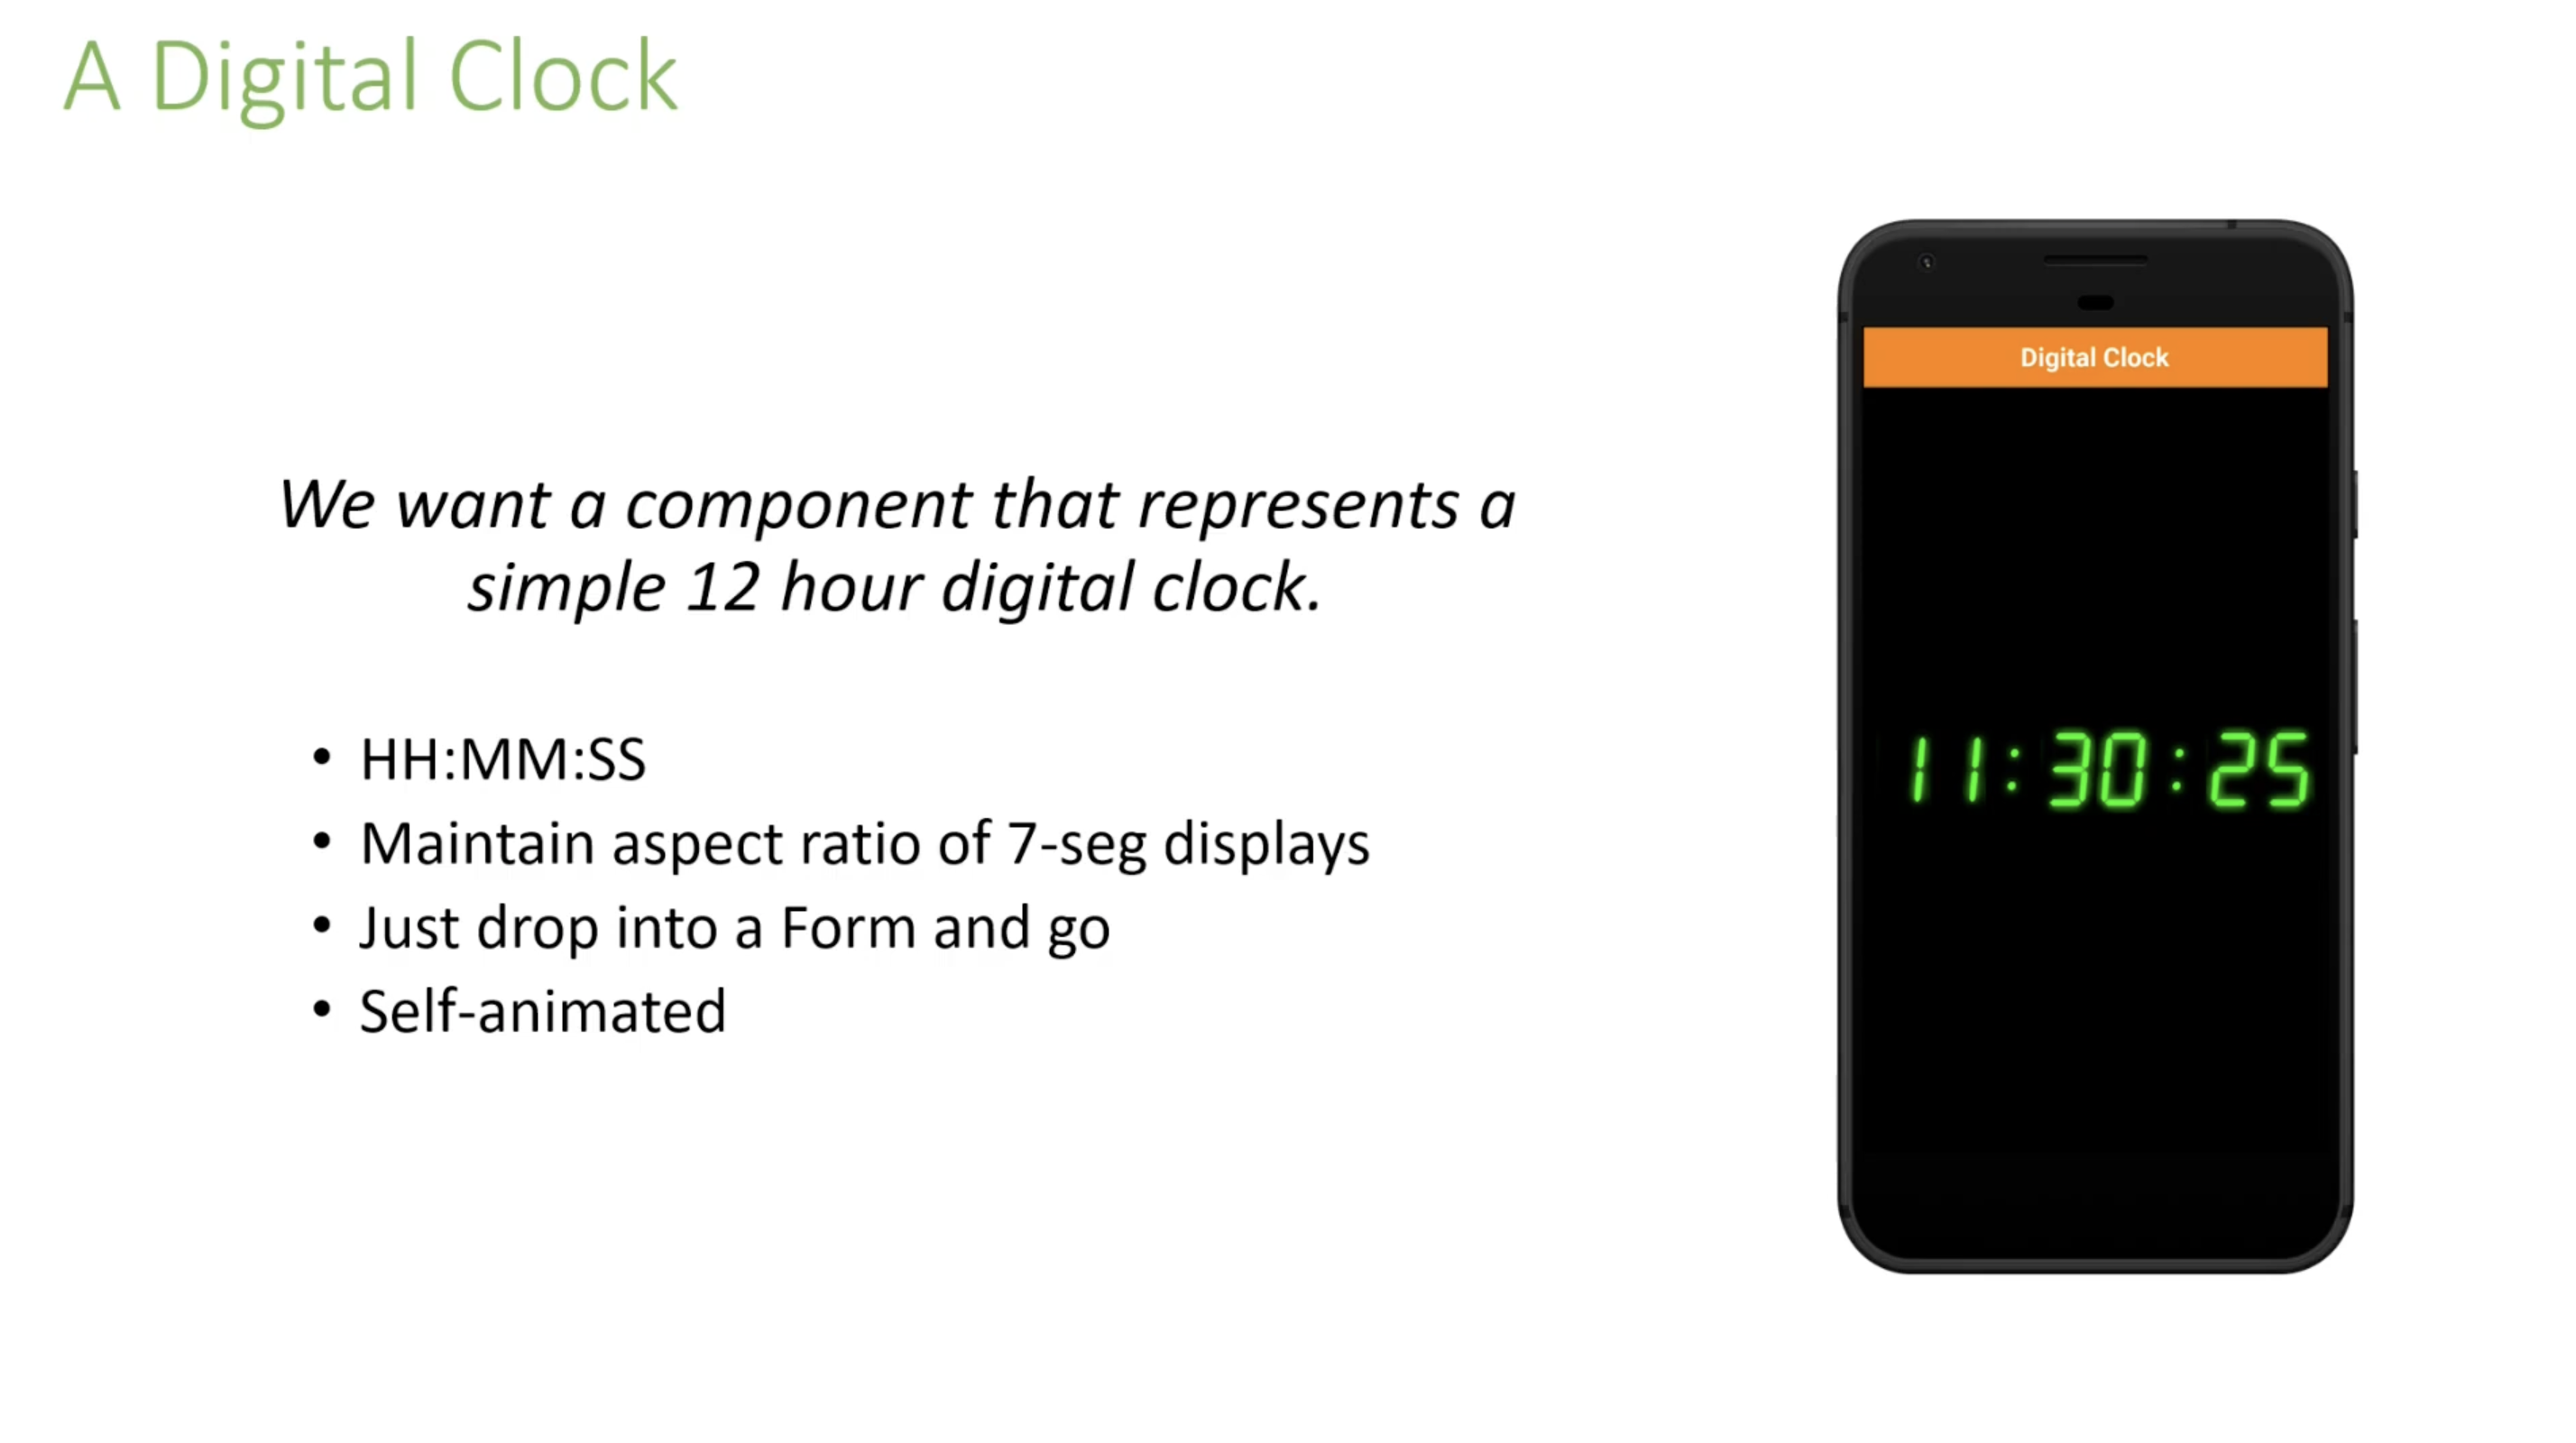 A Digital Clock
We want a component that represents a
simple 12 hour digital clock.
• HH:MM:SS
• Maintain aspect ratio of 7-seg displays
• Just drop into a Form and go
• Self-animated
Digital Clock
11:30:25